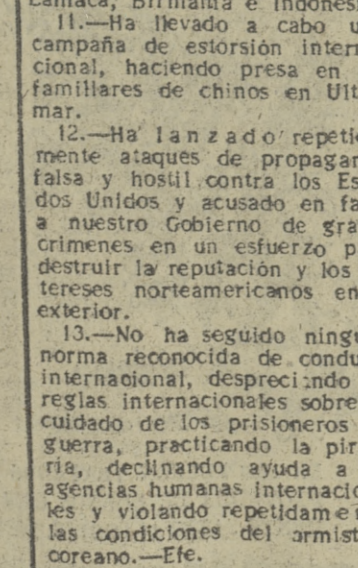 Birmania e Indones
11.—Ha llevado a cabo u
campaña de estorsión inter
cional, haciendo presa en
familiares de chinos en Ult
mar.
12.—Ha lanzado repeti
mente ataques de propagan
falsa y hostil contra los Es
dos Unidos y acusado en fa
a nuestro Gobierno de gra
crimenes en un esfuerzo p
destruir la reputación y los
tereses norteamericanos en
exterior.
13.—No ha seguido ningu
norma reconocida de condu
internacional, despreciando
reglas internacionales sobre
cuidado de los prisioneros
guerra, practicando la pir
ría, declinando ayuda a
agencias humanas internacio
les y violando repetidamen
las condiciones del armist
coreano.—Efe.